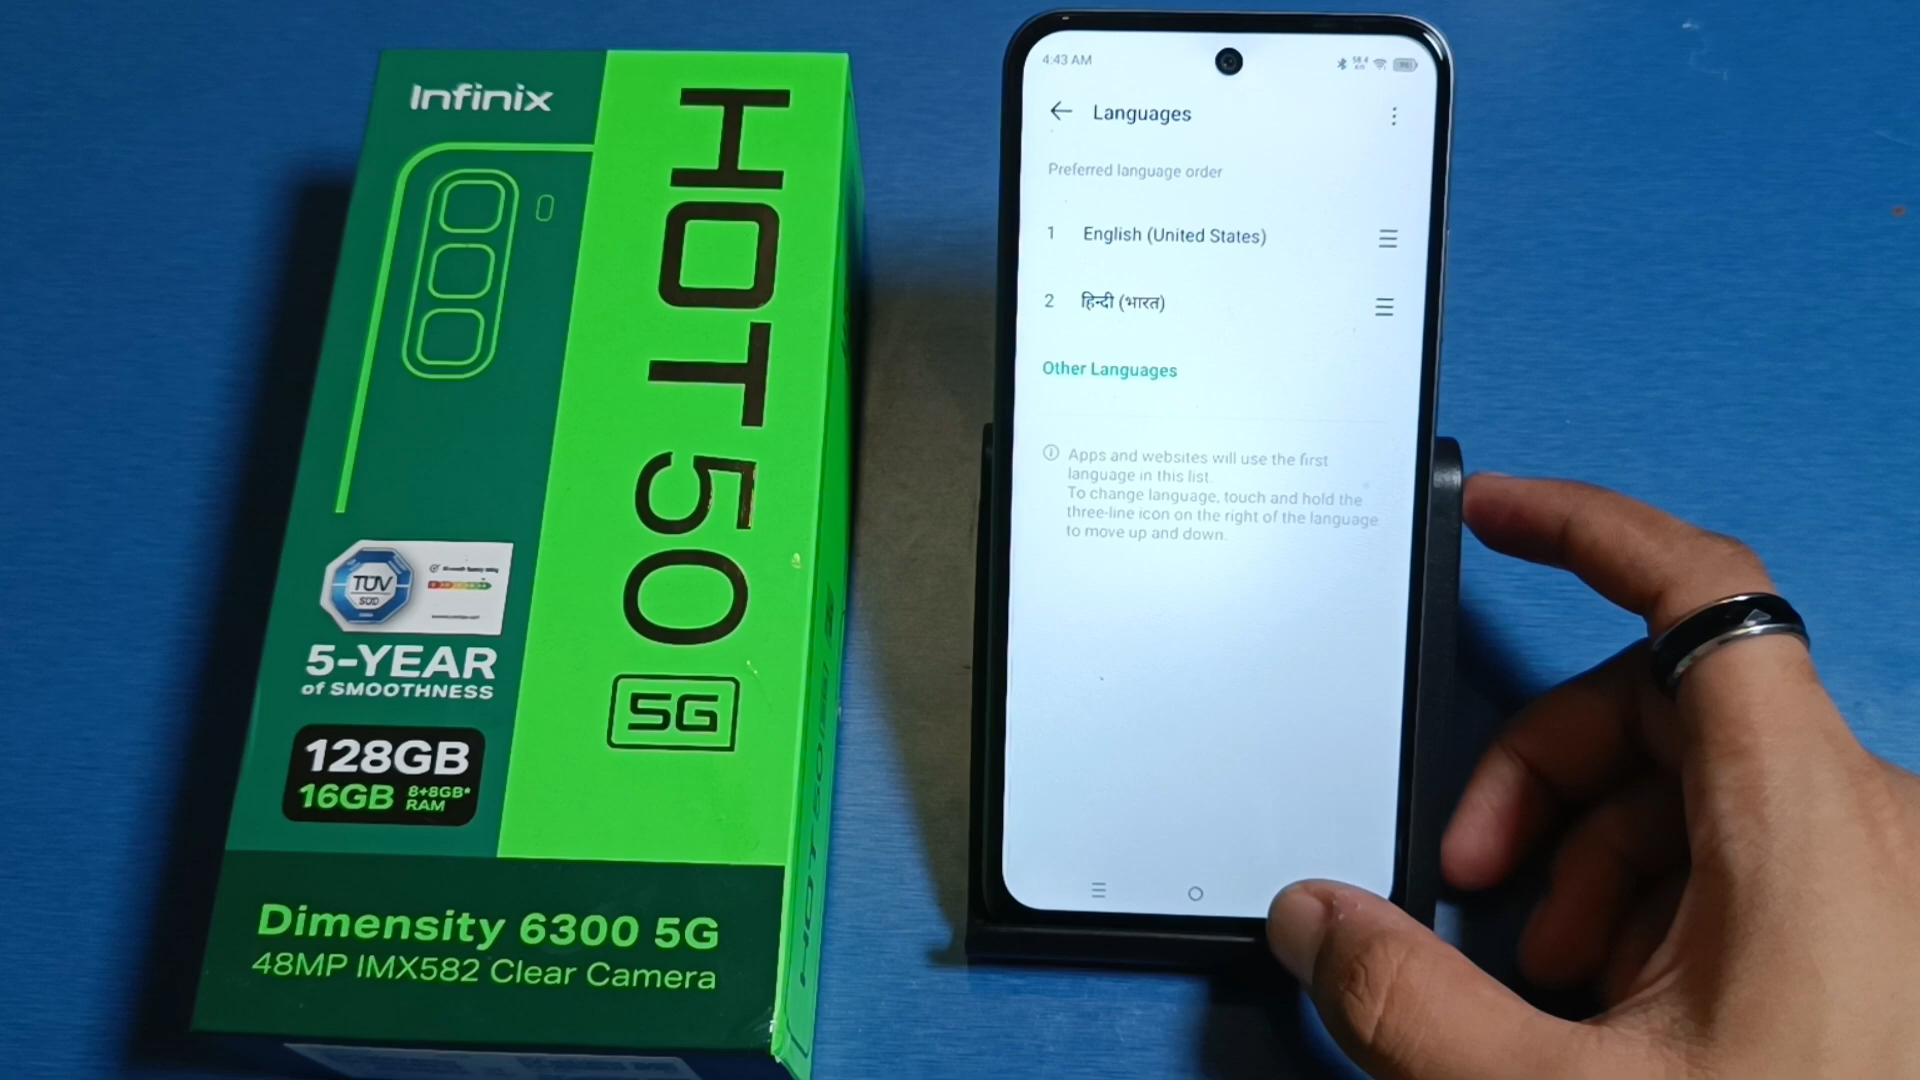 Infinix
HOT 50
5G
TÜV
SÜD
5-YEAR
of SMOOTHNESS
128GB
16GB 8+8GB*
RAM
Dimensity 6300 5G
48MP IMX582 Clear Camera
4:43 AM
Languages
Preferred language order
1 English (United States)
2 हिन्दी (भारत)
Other Languages
Apps and websites will use the first
language in this list.
To change language, touch and hold the
three-line icon on the right of the language
to move up and down.